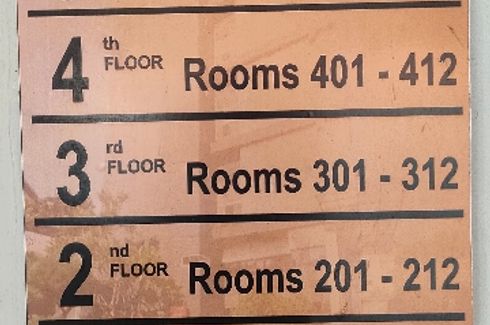 4th FLOOR Rooms 401 - 412
3rd FLOOR Rooms 301 - 312
2nd FLOOR Rooms 201 - 212